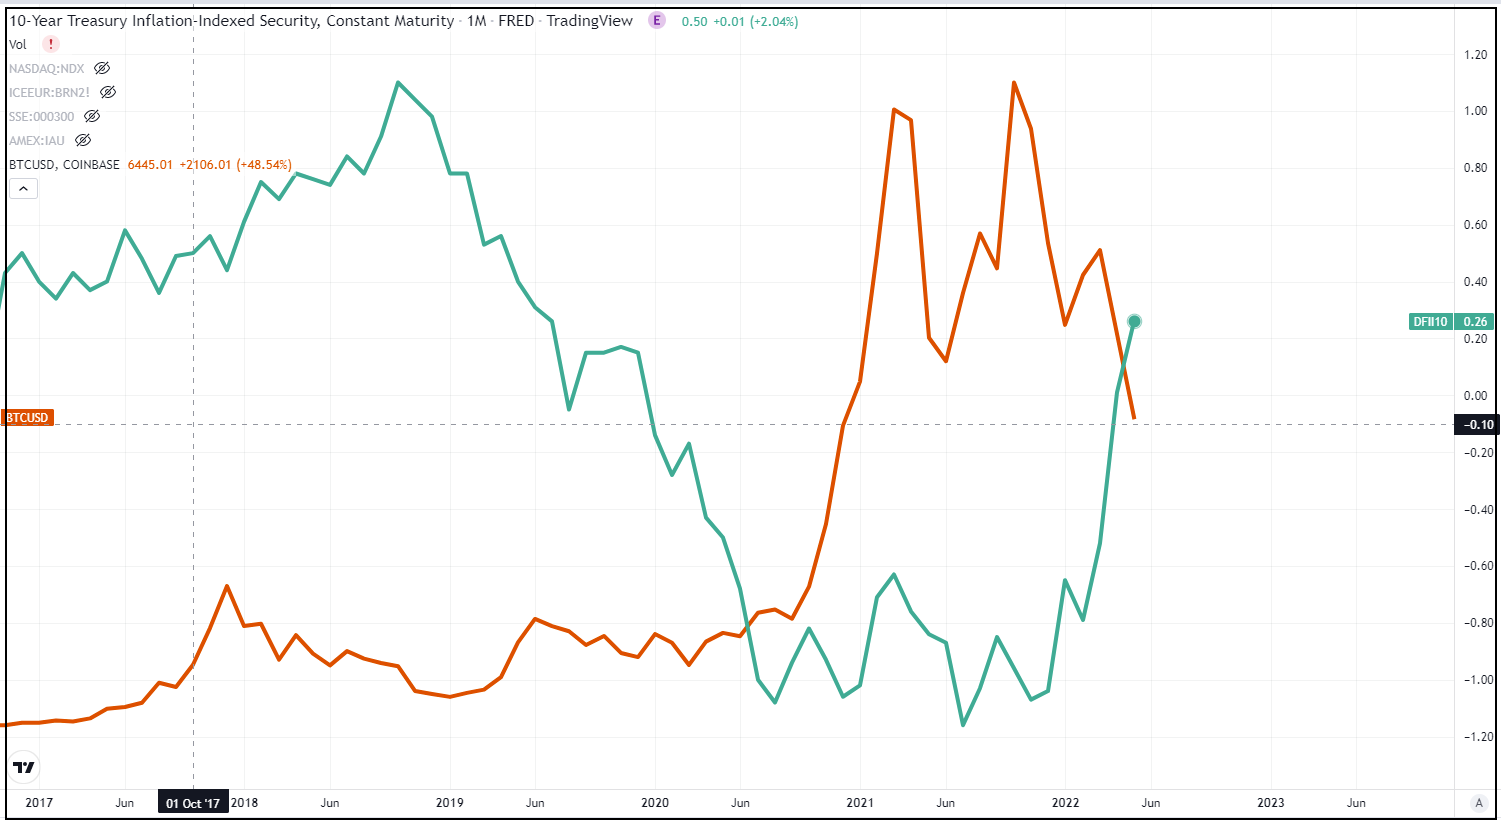 10-Year Treasury Inflation-Indexed Security, Constant Maturity · 1M · FRED · TradingView E 0.50 +0.01 (+2.04%)
Vol !
NASDAQ:NDX
ICEEUR:BRN2!
SSE:000300
AMEX:IAU
BTCUSD, COINBASE 6445.01 +2106.01 (+48.54%)
1.20
1.00
0.80
0.60
0.40
DFII10 0.26
0.20
0.00
BTCUSD
−0.10
−0.20
−0.40
−0.60
−0.80
−1.00
−1.20
2017 Jun 01 Oct '17 2018 Jun 2019 Jun 2020 Jun 2021 Jun 2022 Jun 2023 Jun A